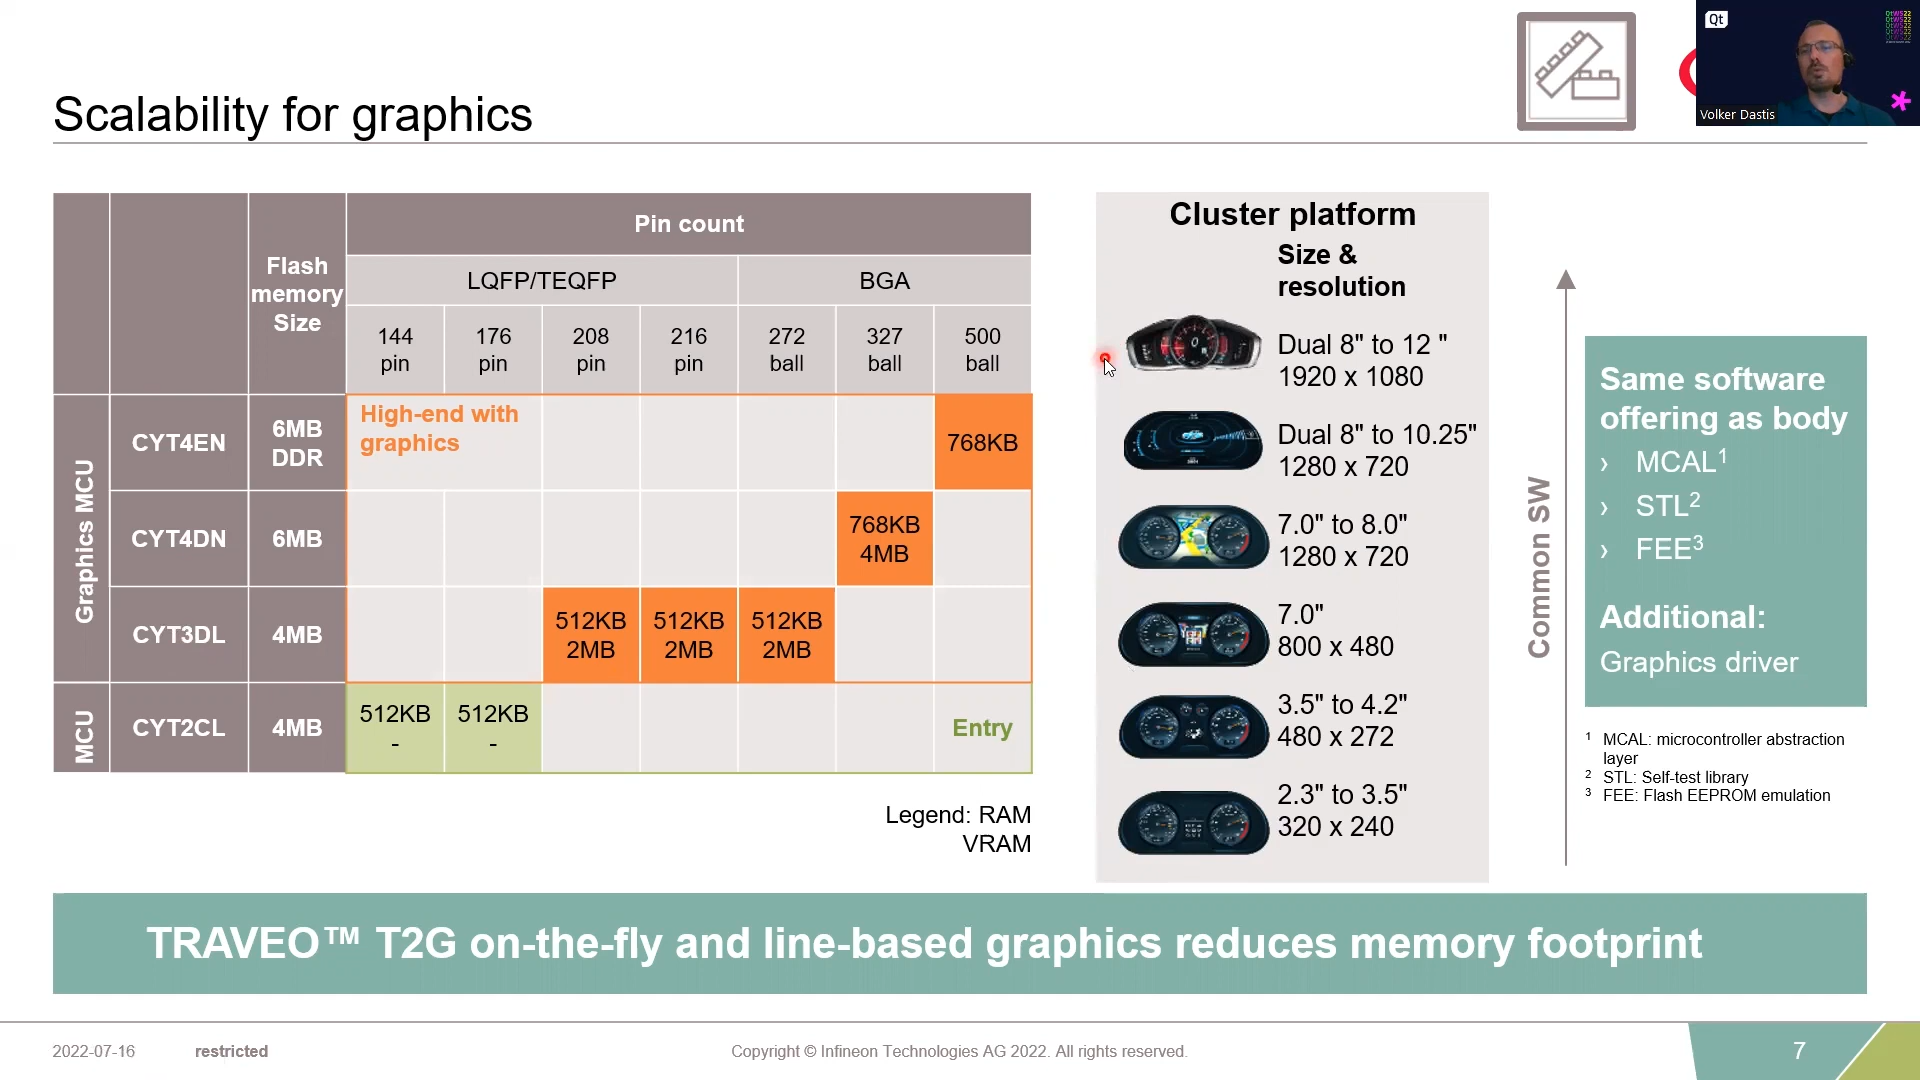 Qt
QtWS22
Volker Dastis
Scalability for graphics
Flash
memory
Size
Pin count
LQFP/TEQFP
BGA
144
pin
176
pin
208
pin
216
pin
272
ball
327
ball
500
ball
Graphics MCU
CYT4EN
6MB
DDR
High-end with
graphics
768KB
CYT4DN
6MB
768KB
4MB
CYT3DL
4MB
512KB
2MB
512KB
2MB
512KB
2MB
MCU
CYT2CL
4MB
512KB
-
512KB
-
Entry
Legend: RAM
VRAM
Cluster platform
Size &
resolution
Dual 8" to 12 "
1920 x 1080
Dual 8" to 10.25"
1280 x 720
7.0" to 8.0"
1280 x 720
7.0"
800 x 480
3.5" to 4.2"
480 x 272
2.3" to 3.5"
320 x 240
Common SW
Same software
offering as body
› MCAL1
› STL2
› FEE3
Additional:
Graphics driver
1 MCAL: microcontroller abstraction
layer
2 STL: Self-test library
3 FEE: Flash EEPROM emulation
TRAVEO™ T2G on-the-fly and line-based graphics reduces memory footprint
2022-07-16 restricted Copyright © Infineon Technologies AG 2022. All rights reserved. 7